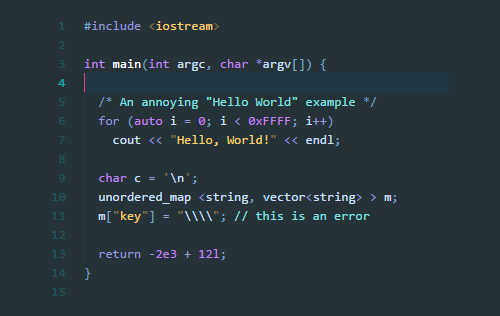 1 #include <iostream>
2
3 int main(int argc, char *argv[]) {
4
5   /* An annoying "Hello World" example */
6   for (auto i = 0; i < 0xFFFF; i++)
7     cout << "Hello, World!" << endl;
8
9   char c = '\n';
10   unordered_map <string, vector<string> > m;
11   m["key"] = "\\\\"; // this is an error
12
13   return -2e3 + 12l;
14 }
15